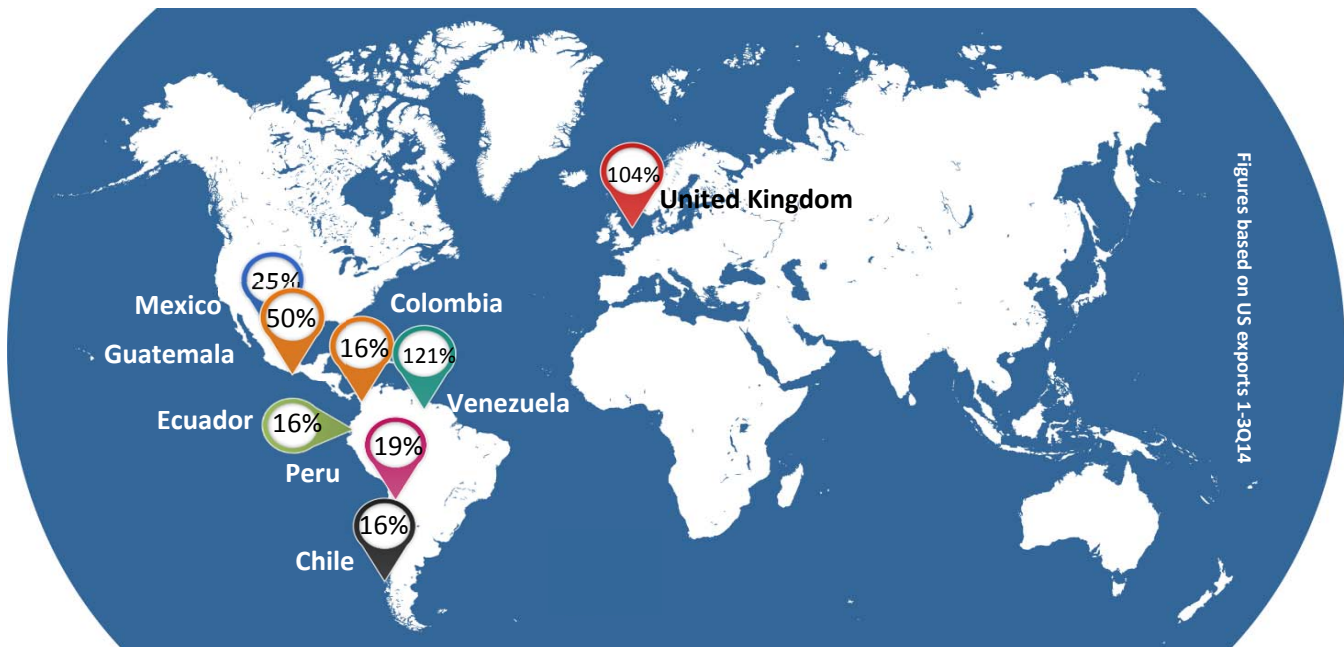 104%
United Kingdom
25%
Mexico
50%
Guatemala
Colombia
16%
121%
Venezuela
Ecuador
16%
19%
Peru
16%
Chile
Figures based on US exports 1-3Q14